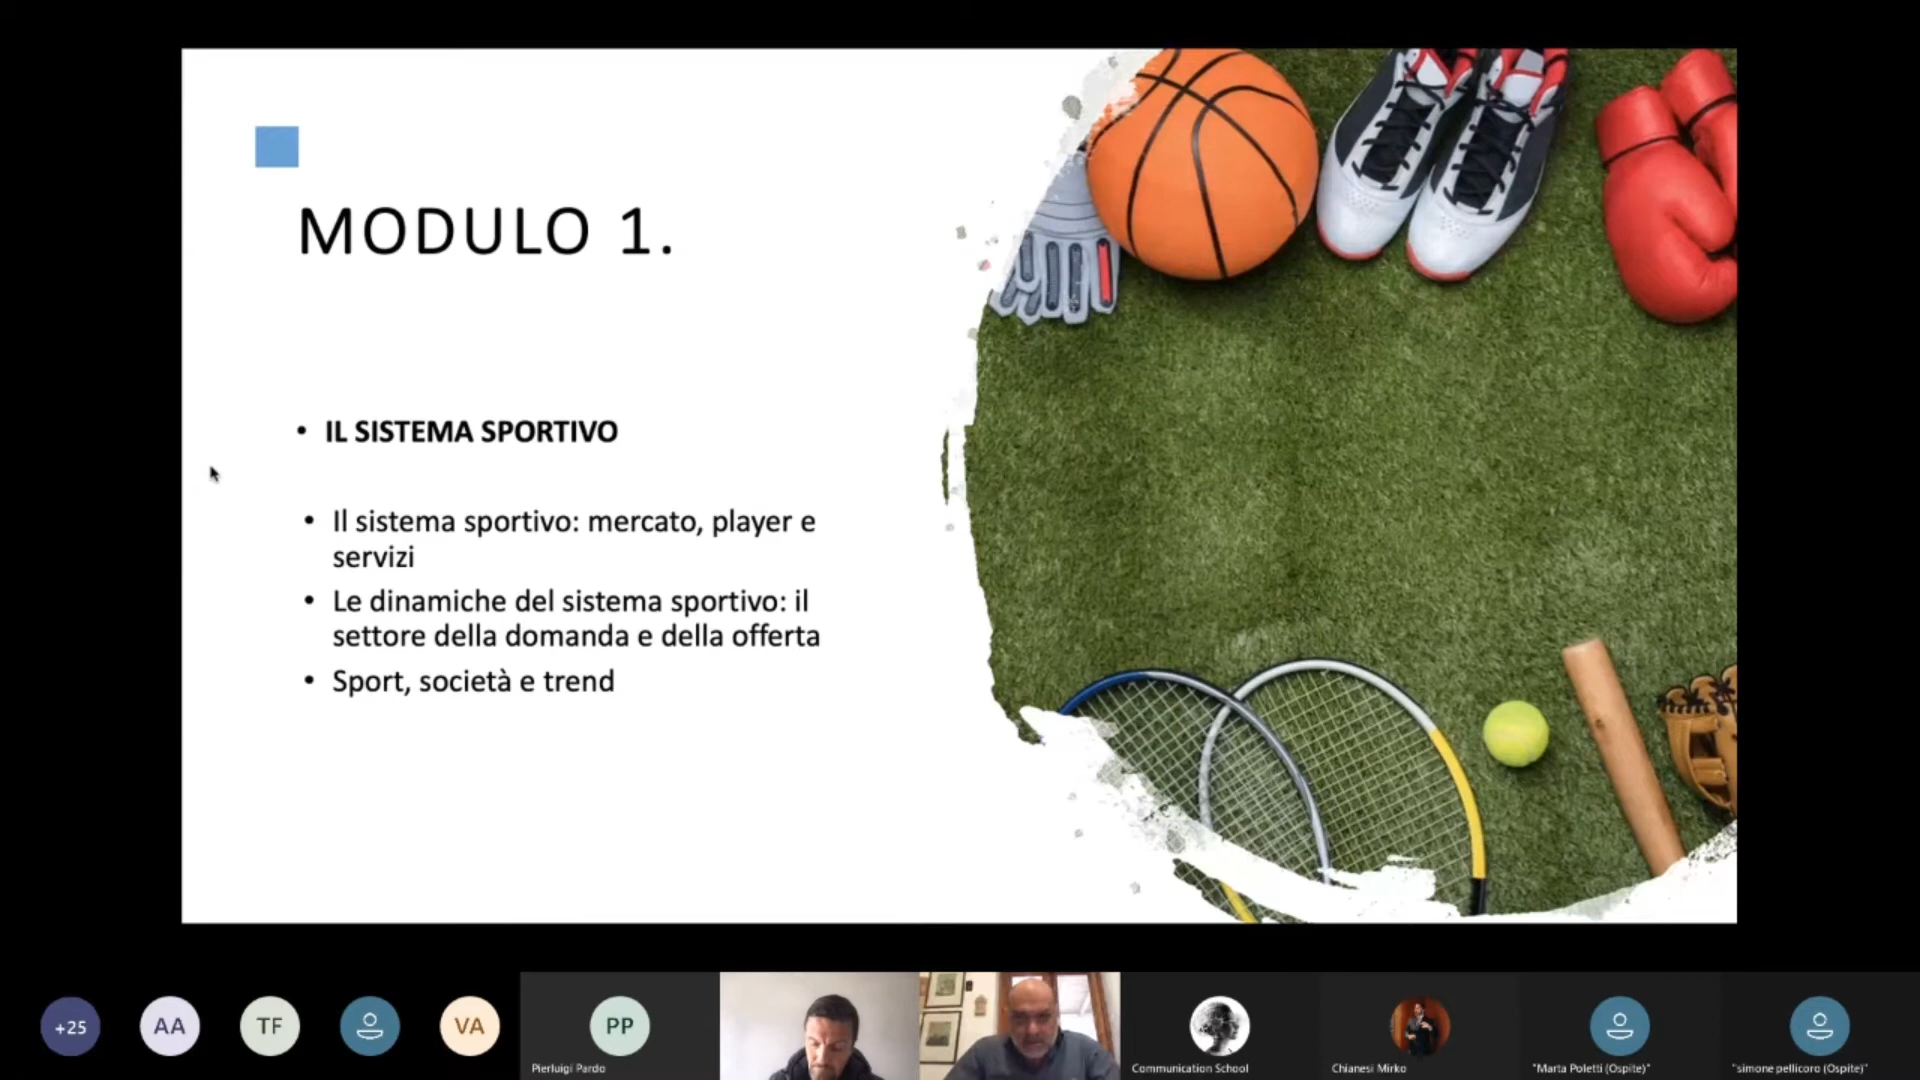 MODULO 1.
• IL SISTEMA SPORTIVO
• Il sistema sportivo: mercato, player e
servizi
• Le dinamiche del sistema sportivo: il
settore della domanda e della offerta
• Sport, società e trend
+25
AA
TF
VA
PP
Pierluigi Pardo
Communication School
Chianesi Mirko
"Marta Poletti (Ospite)"
"simone pellicoro (Ospite)"